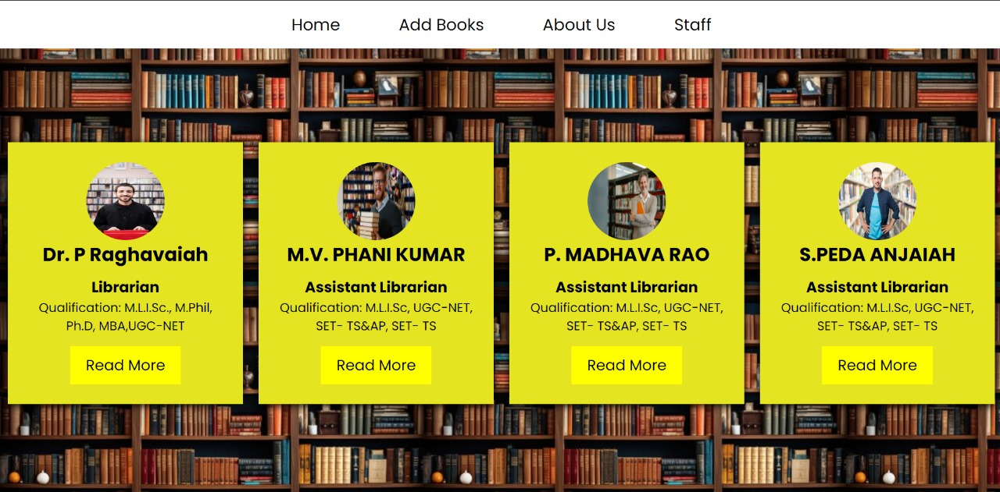 Home Add Books About Us Staff
Dr. P Raghavaiah
Librarian
Qualification: M.L.I.Sc., M.Phil,
Ph.D, MBA,UGC-NET
Read More
M.V. PHANI KUMAR
Assistant Librarian
Qualification: M.L.I.Sc, UGC-NET,
SET- TS&AP, SET- TS
Read More
P. MADHAVA RAO
Assistant Librarian
Qualification: M.L.I.Sc, UGC-NET,
SET- TS&AP, SET- TS
Read More
S.PEDA ANJAIAH
Assistant Librarian
Qualification: M.L.I.Sc, UGC-NET,
SET- TS&AP, SET- TS
Read More